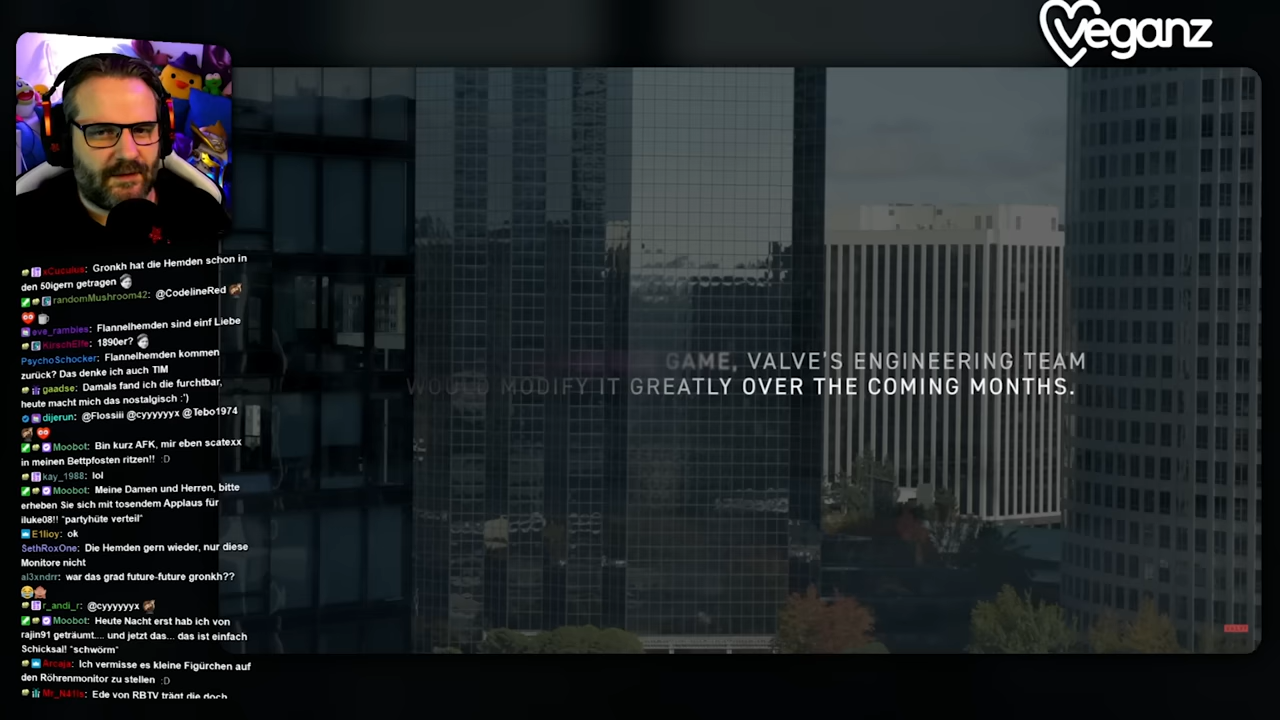 Veganz
GAME, VALVE'S ENGINEERING TEAM
WOULD MODIFY IT GREATLY OVER THE COMING MONTHS.
xCuculus: Gronkh hat die Hemden schon in
den 50igern getragen
randomMushroom42: @CodelineRed
eve_rambles: Flannelhemden sind einf Liebe
KirschElfe: 1890er?
PsychoSchocker: Flannelhemden kommen
zurück? Das denke ich auch TIM
gaadse: Damals fand ich die furchtbar,
heute macht mich das nostalgisch :')
dijerun: @Flossiii @cyyyyyyx @Tebo1974
Moobot: Bin kurz AFK, mir eben scatexx
in meinen Bettpfosten ritzen!! :D
kay_1988: lol
Moobot: Meine Damen und Herren, bitte
erheben Sie sich mit tosendem Applaus für
iluke08!! *partyhüte verteil*
E1lioy: ok
SethRoxOne: Die Hemden gern wieder, nur diese
Monitore nicht
al3xndrr: war das grad future-future gronkh??
r_andi_r: @cyyyyyyx
Moobot: Heute Nacht erst hab ich von
rajin91 geträumt.... und jetzt das... das ist einfach
Schicksal! *schwörm*
Arcaja: Ich vermisse es kleine Figürchen auf
den Röhrenmonitor zu stellen :D
Mr_N4ils: Ede von RBTV trägt die doch